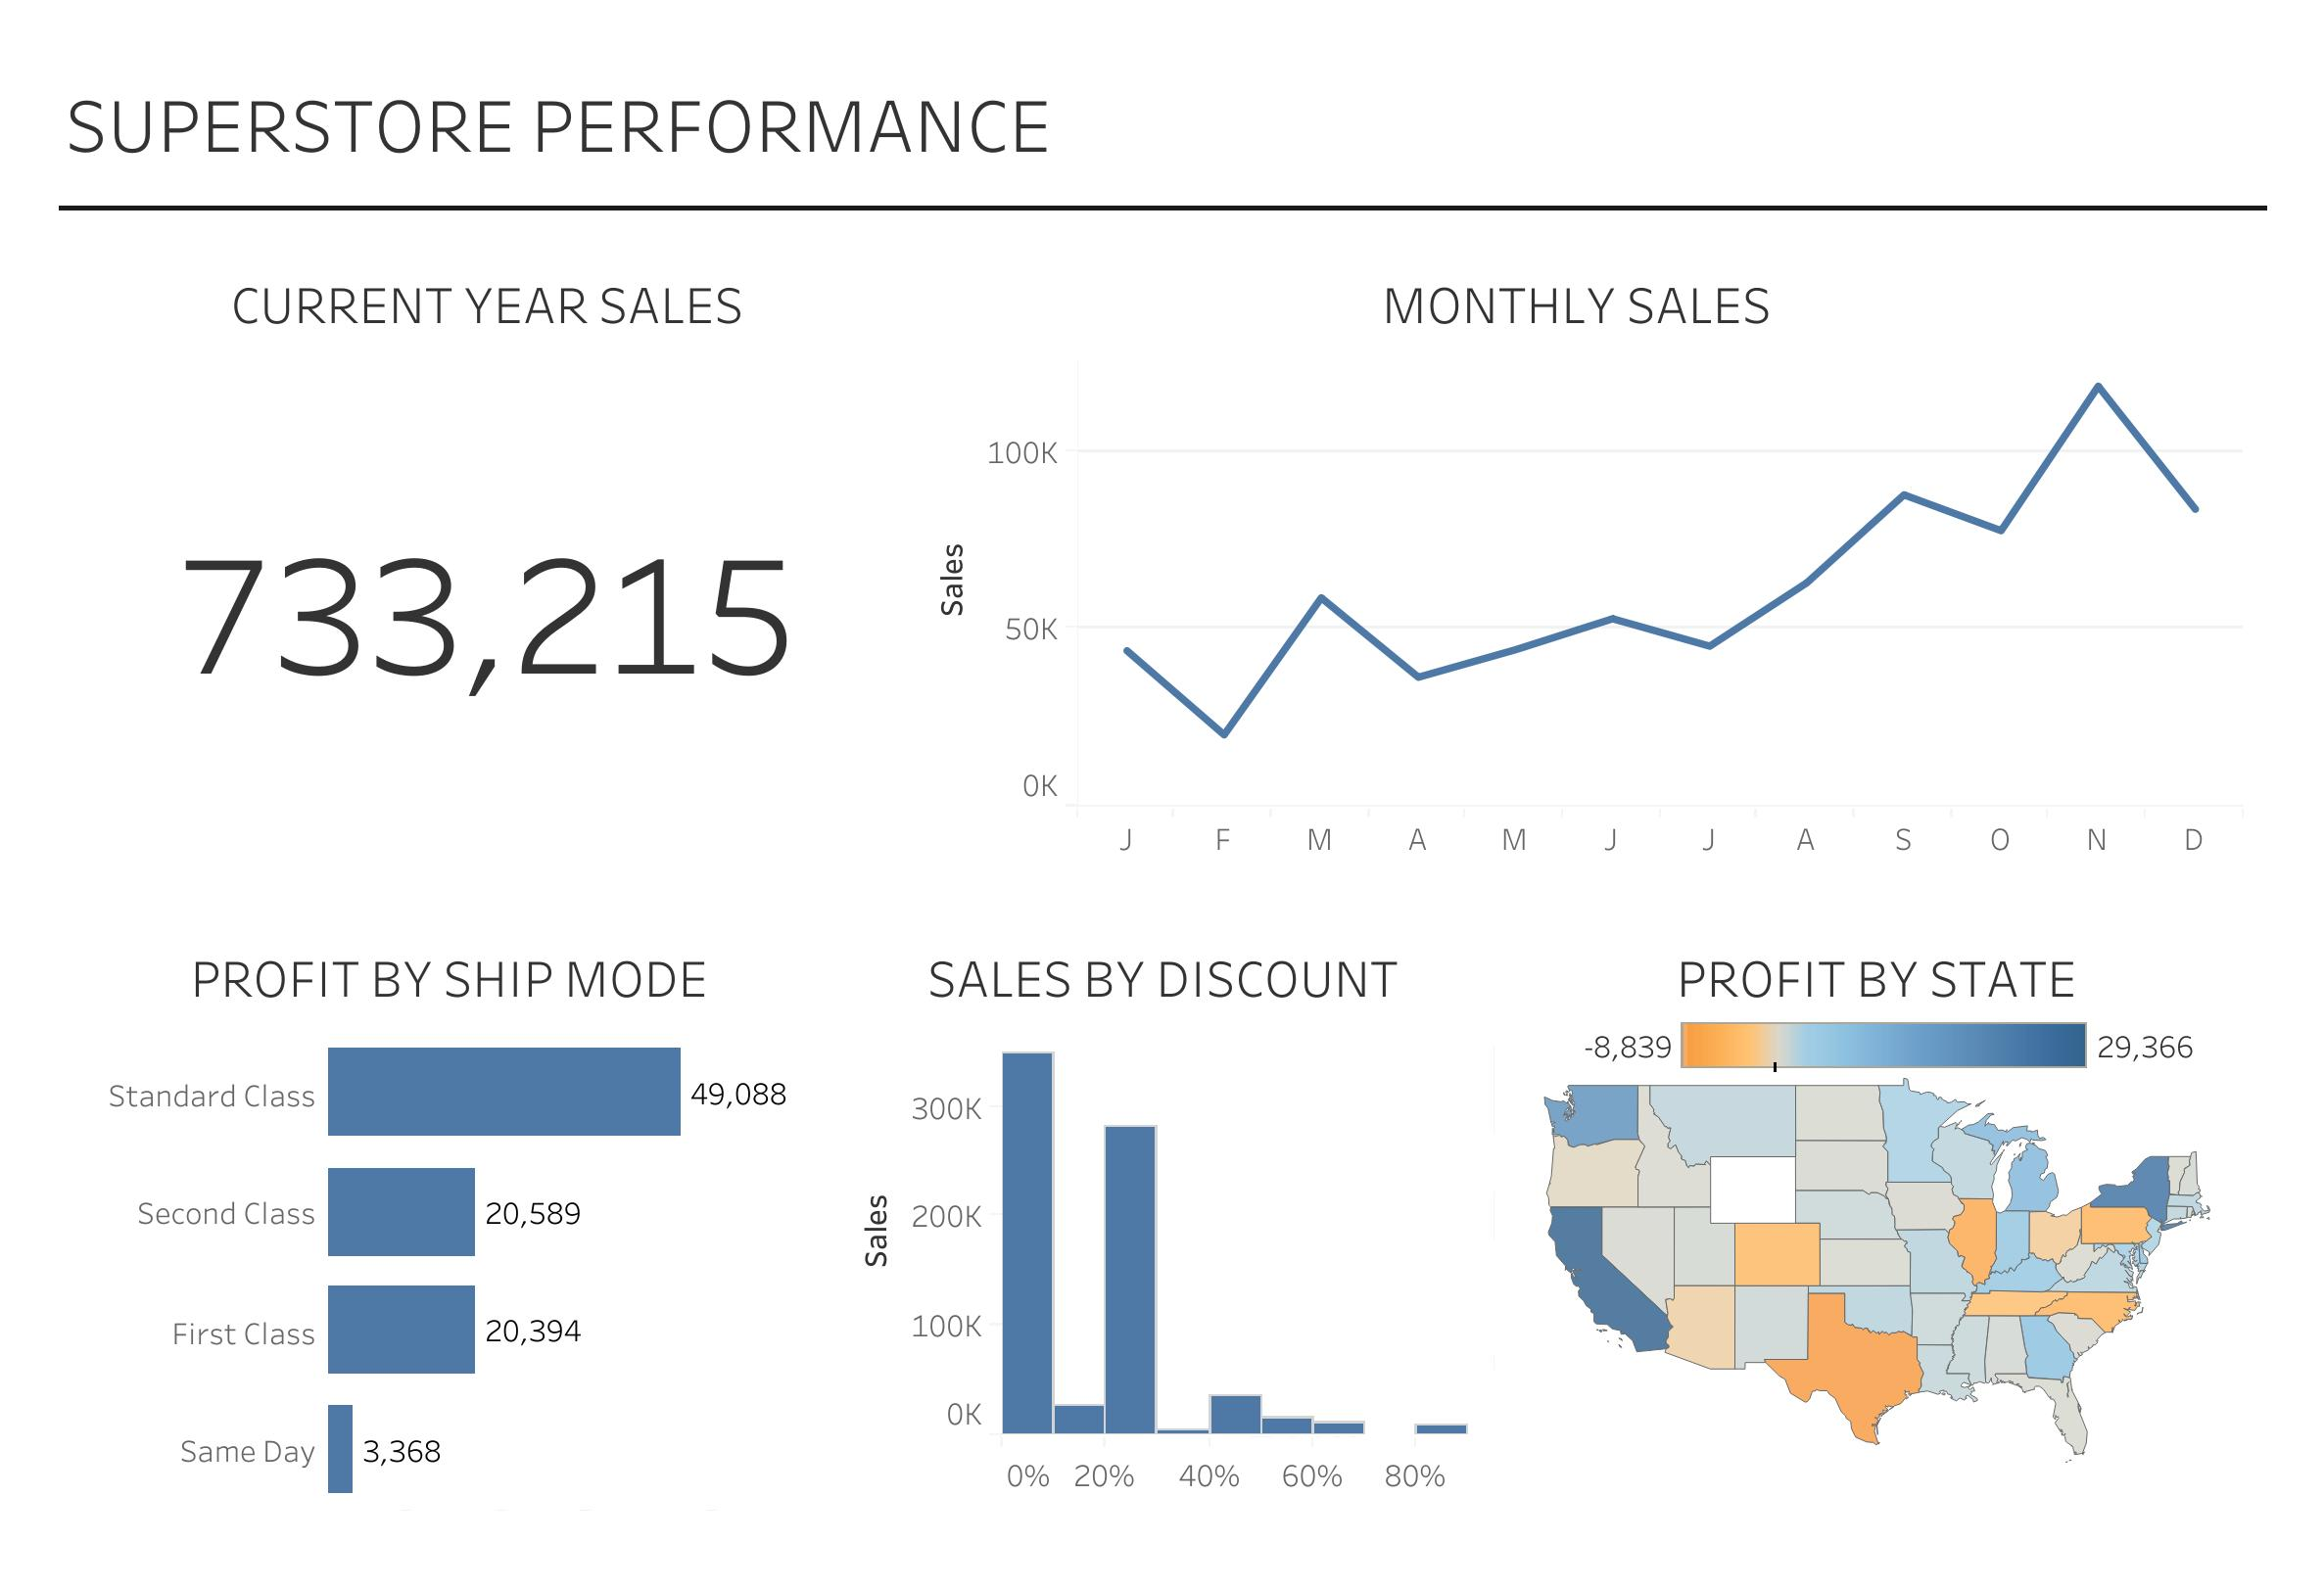 SUPERSTORE PERFORMANCE
CURRENT YEAR SALES
733,215
MONTHLY SALES
Sales
100K
50K
0K
J F M A M J J A S O N D
PROFIT BY SHIP MODE
Standard Class 49,088
Second Class 20,589
First Class 20,394
Same Day 3,368
SALES BY DISCOUNT
Sales
300K
200K
100K
0K
0% 20% 40% 60% 80%
PROFIT BY STATE
-8,839 29,366